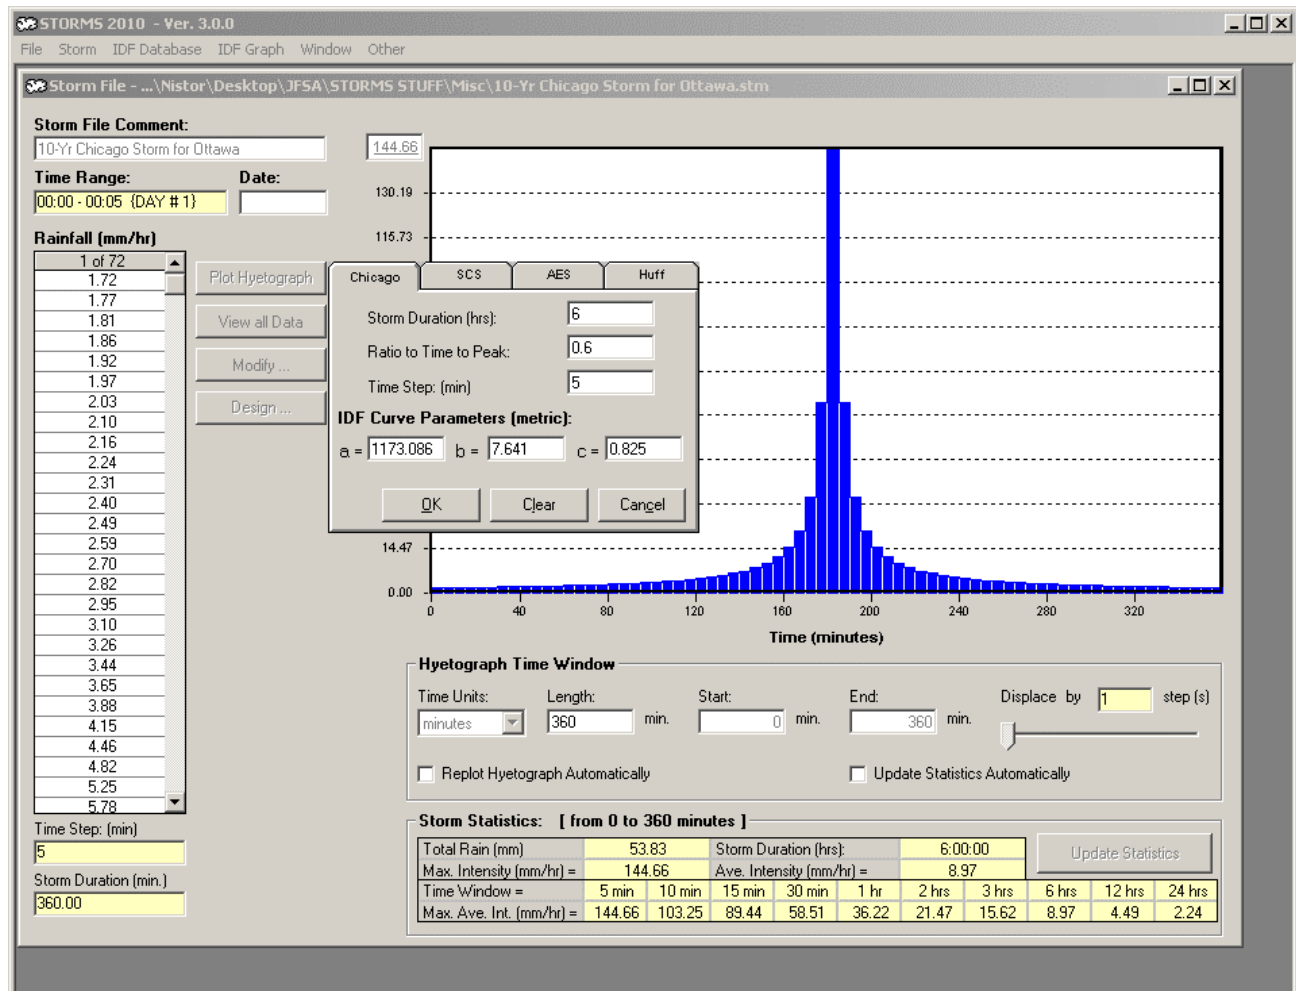 STORMS 2010 - Ver. 3.0.0
File Storm IDF Database IDF Graph Window Other
Storm File - ...\Nistor\Desktop\JFSA\STORMS STUFF\Misc\10-Yr Chicago Storm for Ottawa.stm
Storm File Comment:
10-Yr Chicago Storm for Ottawa
Time Range: Date:
00:00 - 00:05 {DAY # 1}
Rainfall (mm/hr)
1 of 72
1.72
1.77
1.81
1.86
1.92
1.97
2.03
2.10
2.16
2.24
2.31
2.40
2.49
2.59
2.70
2.82
2.95
3.10
3.26
3.44
3.65
3.88
4.15
4.46
4.82
5.25
5.78
Time Step: (min)
5
Storm Duration (min.)
360.00
Plot Hyetograph
View all Data
Modify ...
Design ...
144.66
130.19
115.73
14.47
0.00
0 40 80 120 160 200 240 280 320
Time (minutes)
Chicago SCS AES Huff
Storm Duration (hrs): 6
Ratio to Time to Peak: 0.6
Time Step: (min) 5
IDF Curve Parameters (metric):
a = 1173.086 b = 7.641 c = 0.825
OK Clear Cancel
Hyetograph Time Window
Time Units: Length: Start: End: Displace by 1 step (s)
minutes 360 min. 0 min. 360 min.
Replot Hyetograph Automatically Update Statistics Automatically
Storm Statistics: [ from 0 to 360 minutes ]
Total Rain (mm) 53.83 Storm Duration (hrs): 6:00:00 Update Statistics
Max. Intensity (mm/hr) = 144.66 Ave. Intensity (mm/hr) = 8.97
Time Window = 5 min 10 min 15 min 30 min 1 hr 2 hrs 3 hrs 6 hrs 12 hrs 24 hrs
Max. Ave. Int. (mm/hr) = 144.66 103.25 89.44 58.51 36.22 21.47 15.62 8.97 4.49 2.24